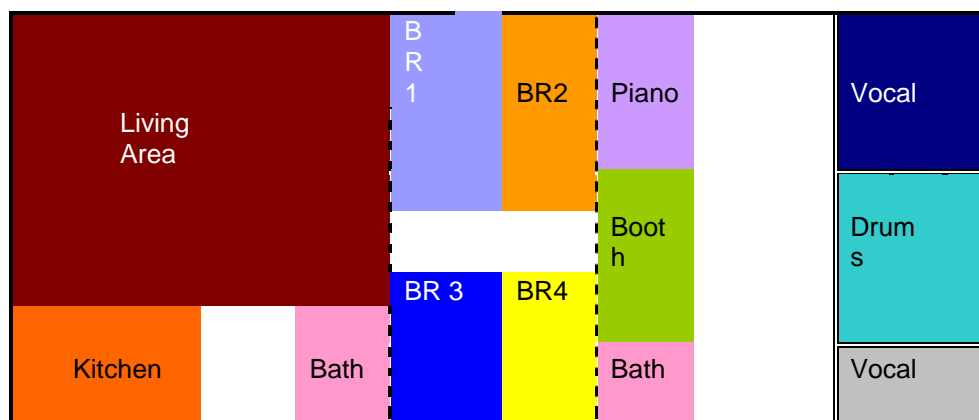 B
R
1
BR2
Piano
Vocal
Living
Area
Boot
h
Drum
s
BR 3
BR4
Kitchen
Bath
Bath
Vocal